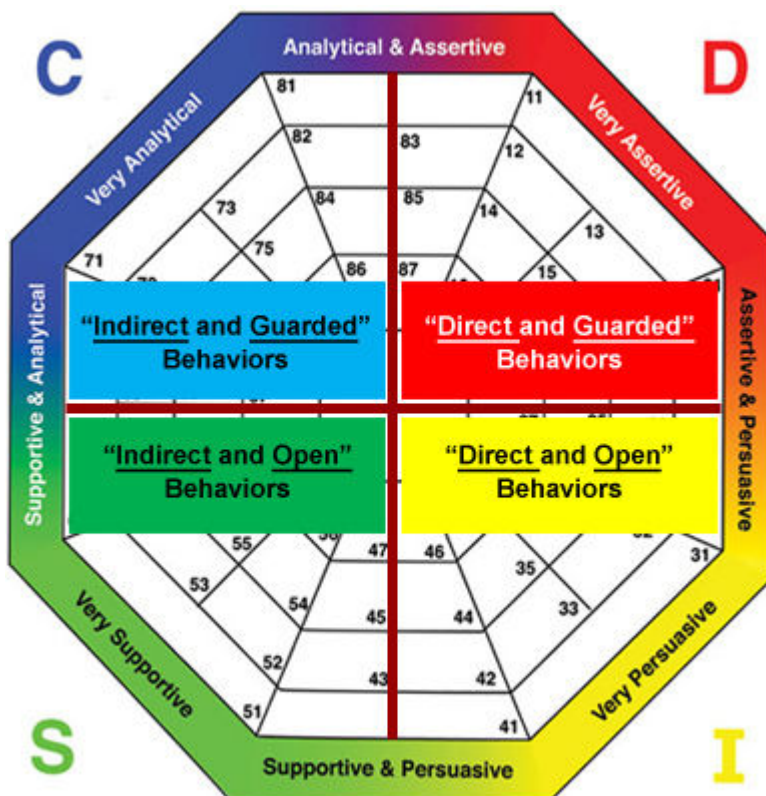 C
Analytical & Assertive
D
Very Analytical
Very Assertive
81
11
82
83
12
84
85
14
73
13
75
15
71
86
87
“Indirect and Guarded”
Behaviors
“Direct and Guarded”
Behaviors
Supportive & Analytical
Assertive & Persuasive
“Indirect and Open”
Behaviors
“Direct and Open”
Behaviors
55
47
46
35
31
53
54
45
44
33
52
43
42
51
41
Very Supportive
Very Persuasive
S
Supportive & Persuasive
I